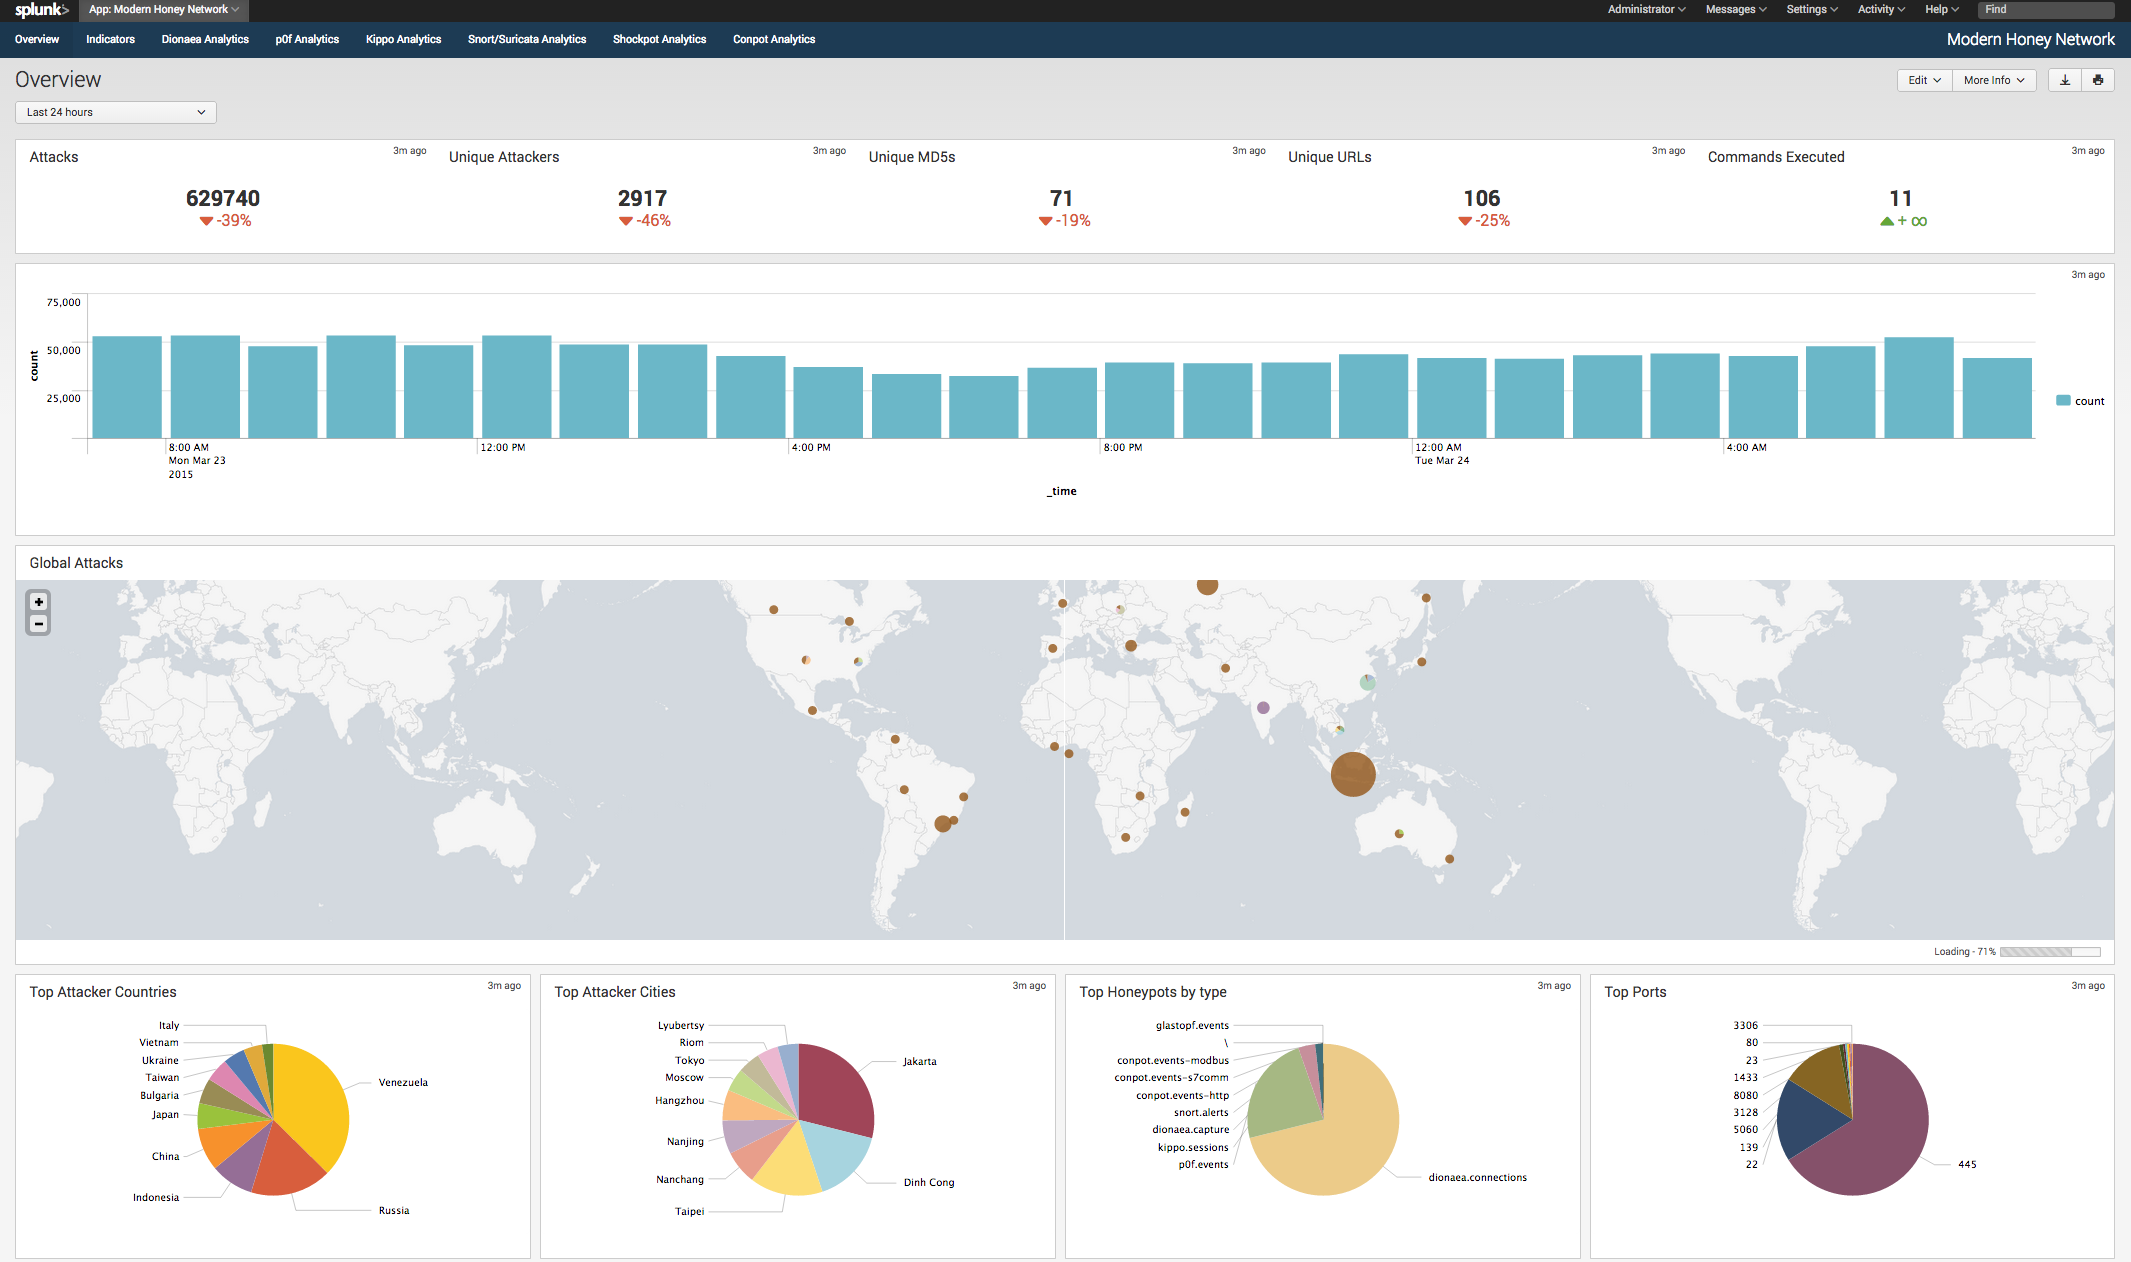 splunk>
App: Modern Honey Network
Administrator Messages Settings Activity Help Find
Overview Indicators Dionaea Analytics p0f Analytics Kippo Analytics Snort/Suricata Analytics Shockpot Analytics Conpot Analytics
Modern Honey Network
Overview
Edit More Info
Last 24 hours
Attacks
3m ago
629740
-39%
Unique Attackers
3m ago
2917
-46%
Unique MD5s
3m ago
71
-19%
Unique URLs
3m ago
106
-25%
Commands Executed
3m ago
11
+ ∞
3m ago
75,000
50,000
25,000
count
count
8:00 AM
Mon Mar 23
2015
12:00 PM
4:00 PM
8:00 PM
12:00 AM
Tue Mar 24
4:00 AM
_time
Global Attacks
+
−
Loading - 71%
Top Attacker Countries
3m ago
Italy
Vietnam
Ukraine
Taiwan
Bulgaria
Japan
China
Indonesia
Venezuela
Russia
Top Attacker Cities
3m ago
Lyubertsy
Riom
Tokyo
Moscow
Hangzhou
Nanjing
Nanchang
Taipei
Jakarta
Dinh Cong
Top Honeypots by type
3m ago
glastopf.events
\
conpot.events-modbus
conpot.events-s7comm
conpot.events-http
snort.alerts
dionaea.capture
kippo.sessions
p0f.events
dionaea.connections
Top Ports
3m ago
3306
80
23
1433
8080
3128
5060
139
22
445